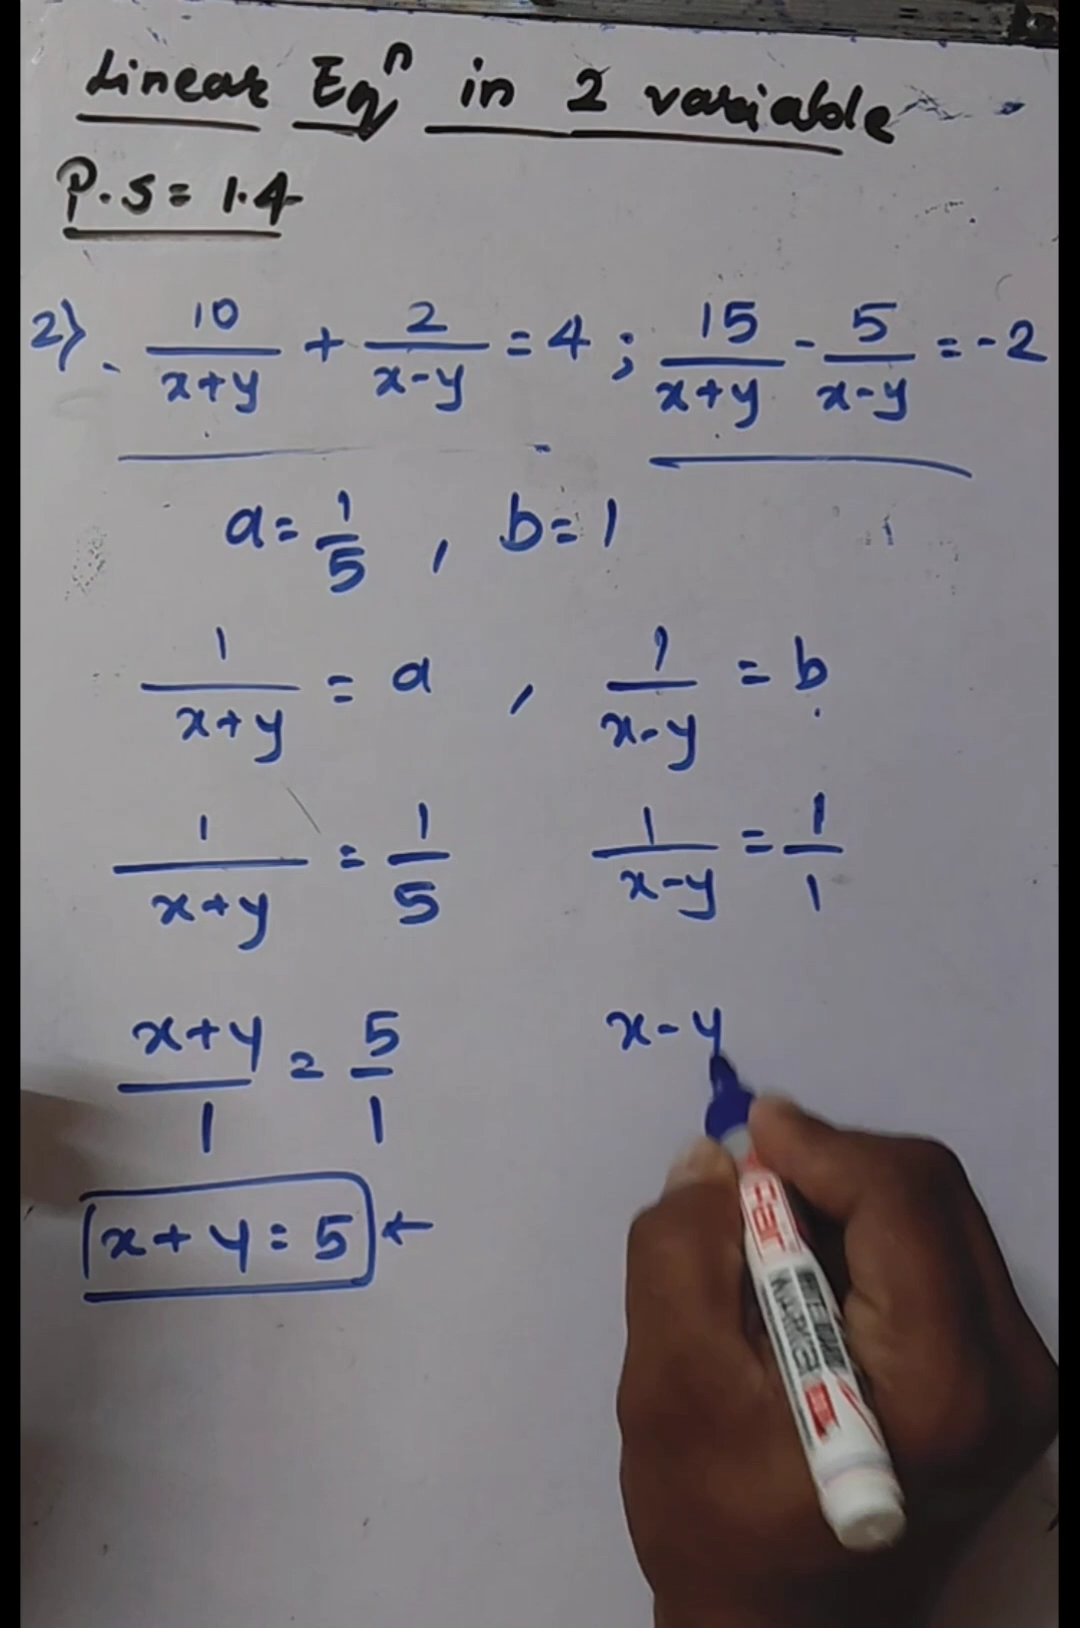 Linear Eqⁿ in 2 variable
P.S = 1.4
2). 10/(x+y) + 2/(x-y) = 4 ; 15/(x+y) - 5/(x-y) = -2
a = 1/5 , b = 1
1/(x+y) = a , 1/(x-y) = b
1/(x+y) = 1/5 1/(x-y) = 1/1
(x+y)/1 = 5/1 x-y
x+y = 5 ←